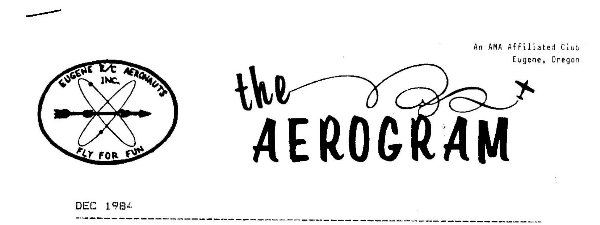 An AMA Affiliated Club
Eugene, Oregon
EUGENE R/C AERONAUTS
INC.
FLY FOR FUN
the
AEROGRAM
DEC 1984